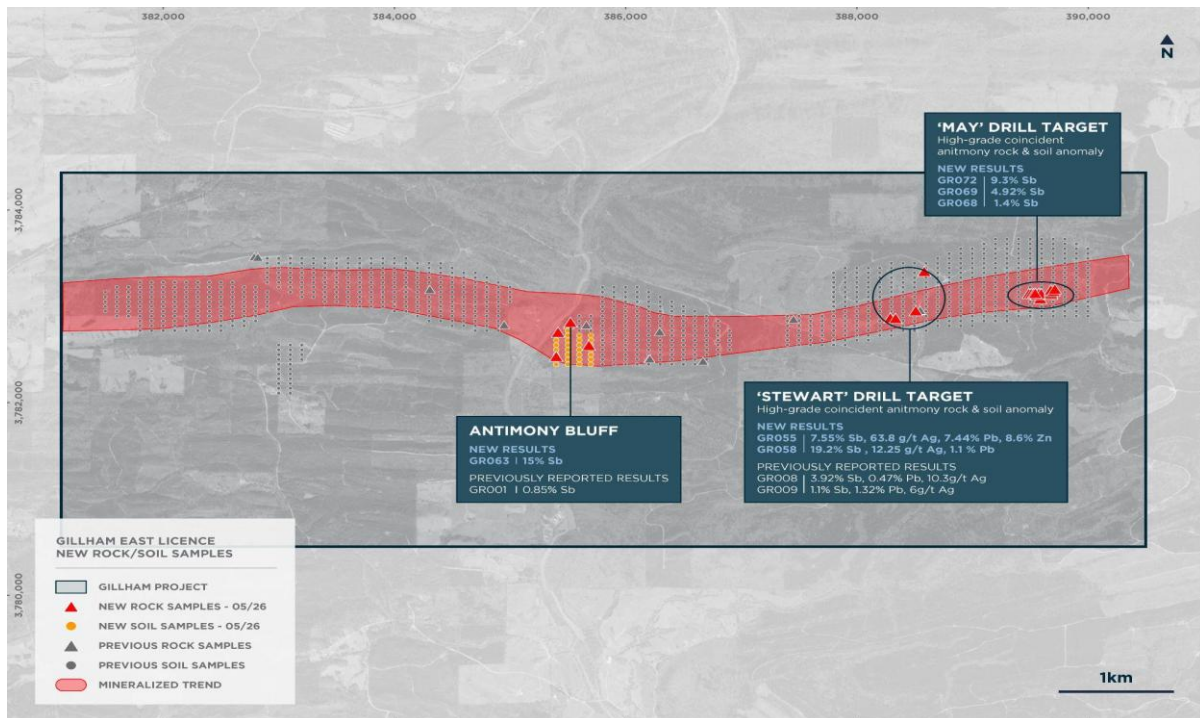 382,000
384,000
386,000
388,000
390,000
N
3,784,000
3,782,000
3,780,000
'MAY' DRILL TARGET
High-grade coincident
anitmony rock & soil anomaly
NEW RESULTS
GR072 | 9.3% Sb
GR069 | 4.92% Sb
GR068 | 1.4% Sb
ANTIMONY BLUFF
NEW RESULTS
GR063 | 15% Sb
PREVIOUSLY REPORTED RESULTS
GR001 | 0.85% Sb
'STEWART' DRILL TARGET
High-grade coincident anitmony rock & soil anomaly
NEW RESULTS
GR055 | 7.55% Sb, 63.8 g/t Ag, 7.44% Pb, 8.6% Zn
GR058 | 19.2% Sb , 12.25 g/t Ag, 1.1 % Pb
PREVIOUSLY REPORTED RESULTS
GR008 | 3.92% Sb, 0.47% Pb, 10.3g/t Ag
GR009 | 1.1% Sb, 1.32% Pb, 6g/t Ag
GILLHAM EAST LICENCE
NEW ROCK/SOIL SAMPLES
GILLHAM PROJECT
NEW ROCK SAMPLES - 05/26
NEW SOIL SAMPLES - 05/26
PREVIOUS ROCK SAMPLES
PREVIOUS SOIL SAMPLES
MINERALIZED TREND
1km